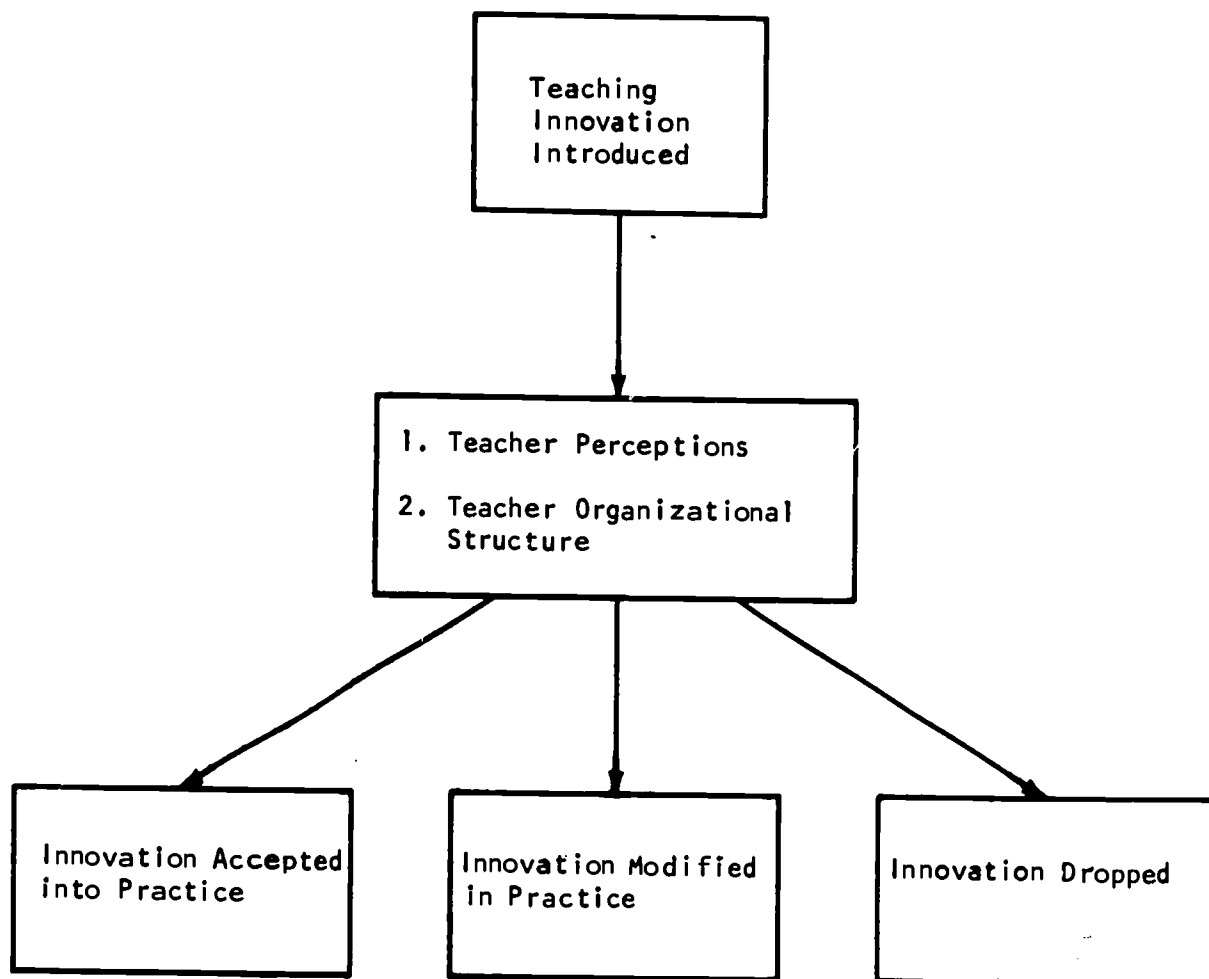 Teaching
Innovation
Introduced
1. Teacher Perceptions
2. Teacher Organizational
Structure
Innovation Accepted
into Practice
Innovation Modified
in Practice
Innovation Dropped